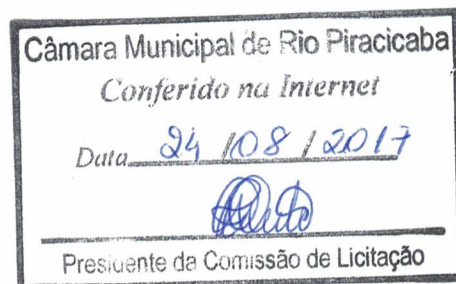 Câmara Municipal de Rio Piracicaba
Conferido na Internet
Data 24 / 08 / 2017
Presidente da Comissão de Licitação